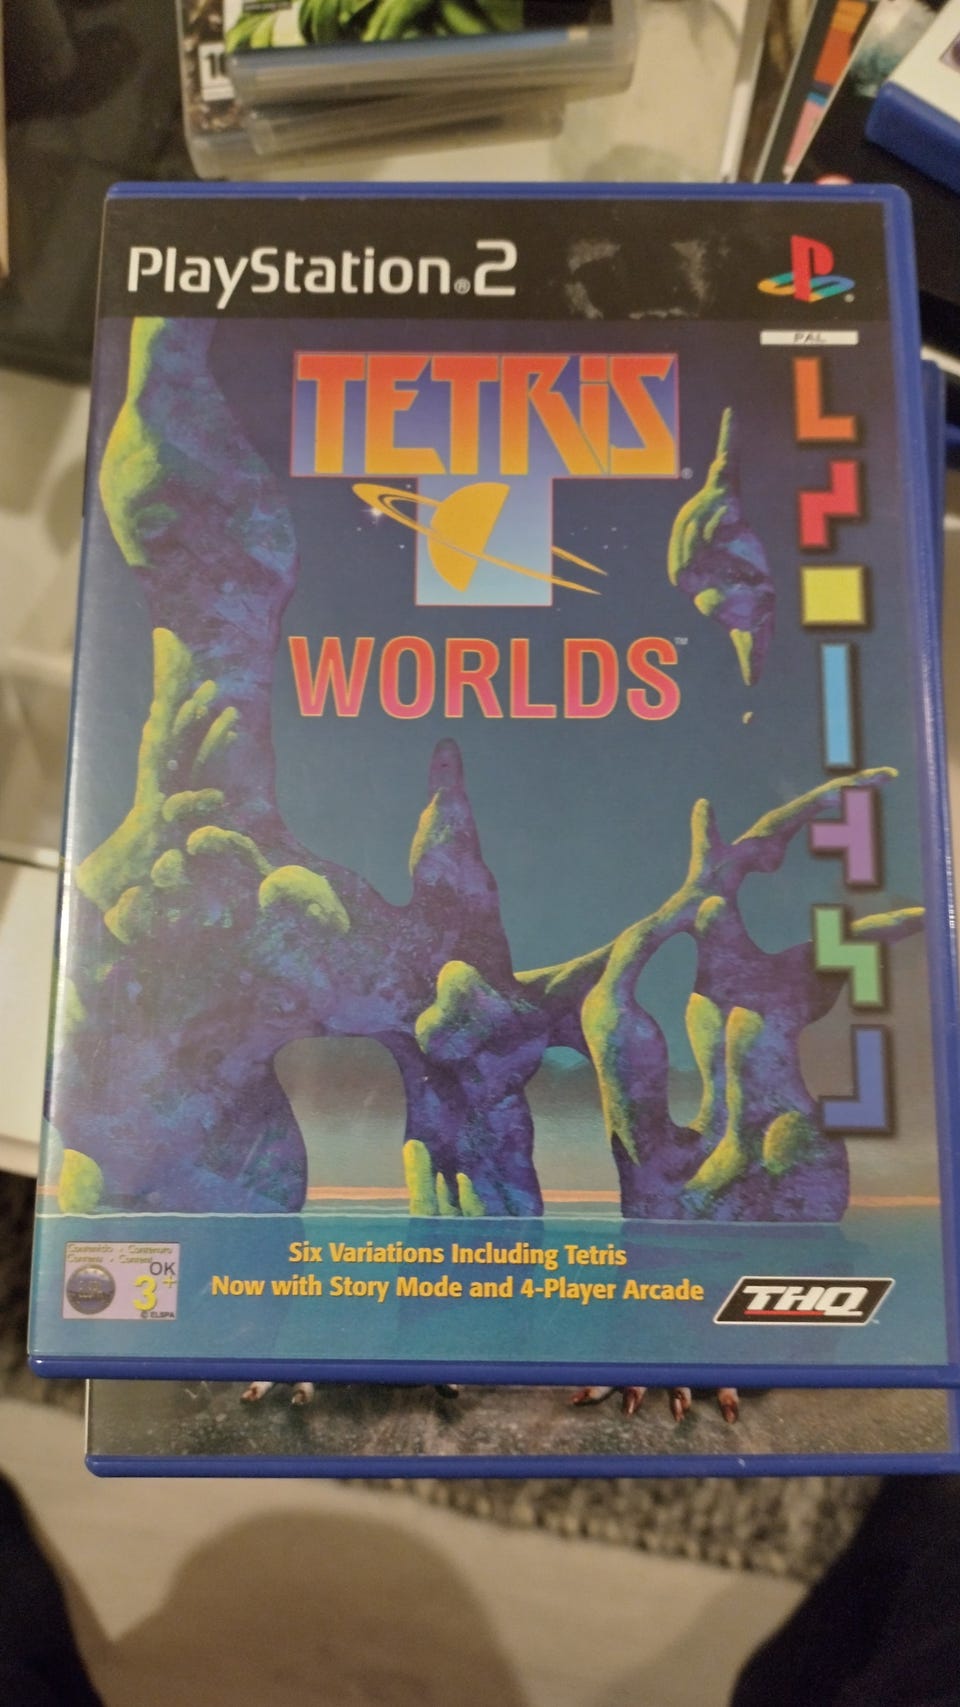 PlayStation®2
PAL
TETRiS®
WORLDS™
Six Variations Including Tetris
Now with Story Mode and 4-Player Arcade
OK
3+
© ELSPA
THQ